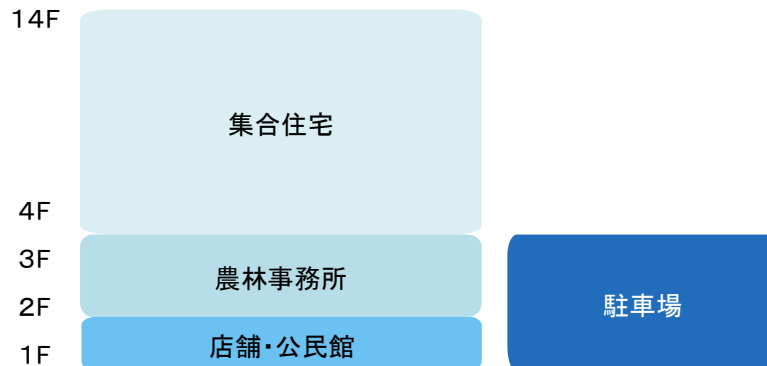 14F
集合住宅
4F
3F
農林事務所
2F
駐車場
店舗・公民館
1F